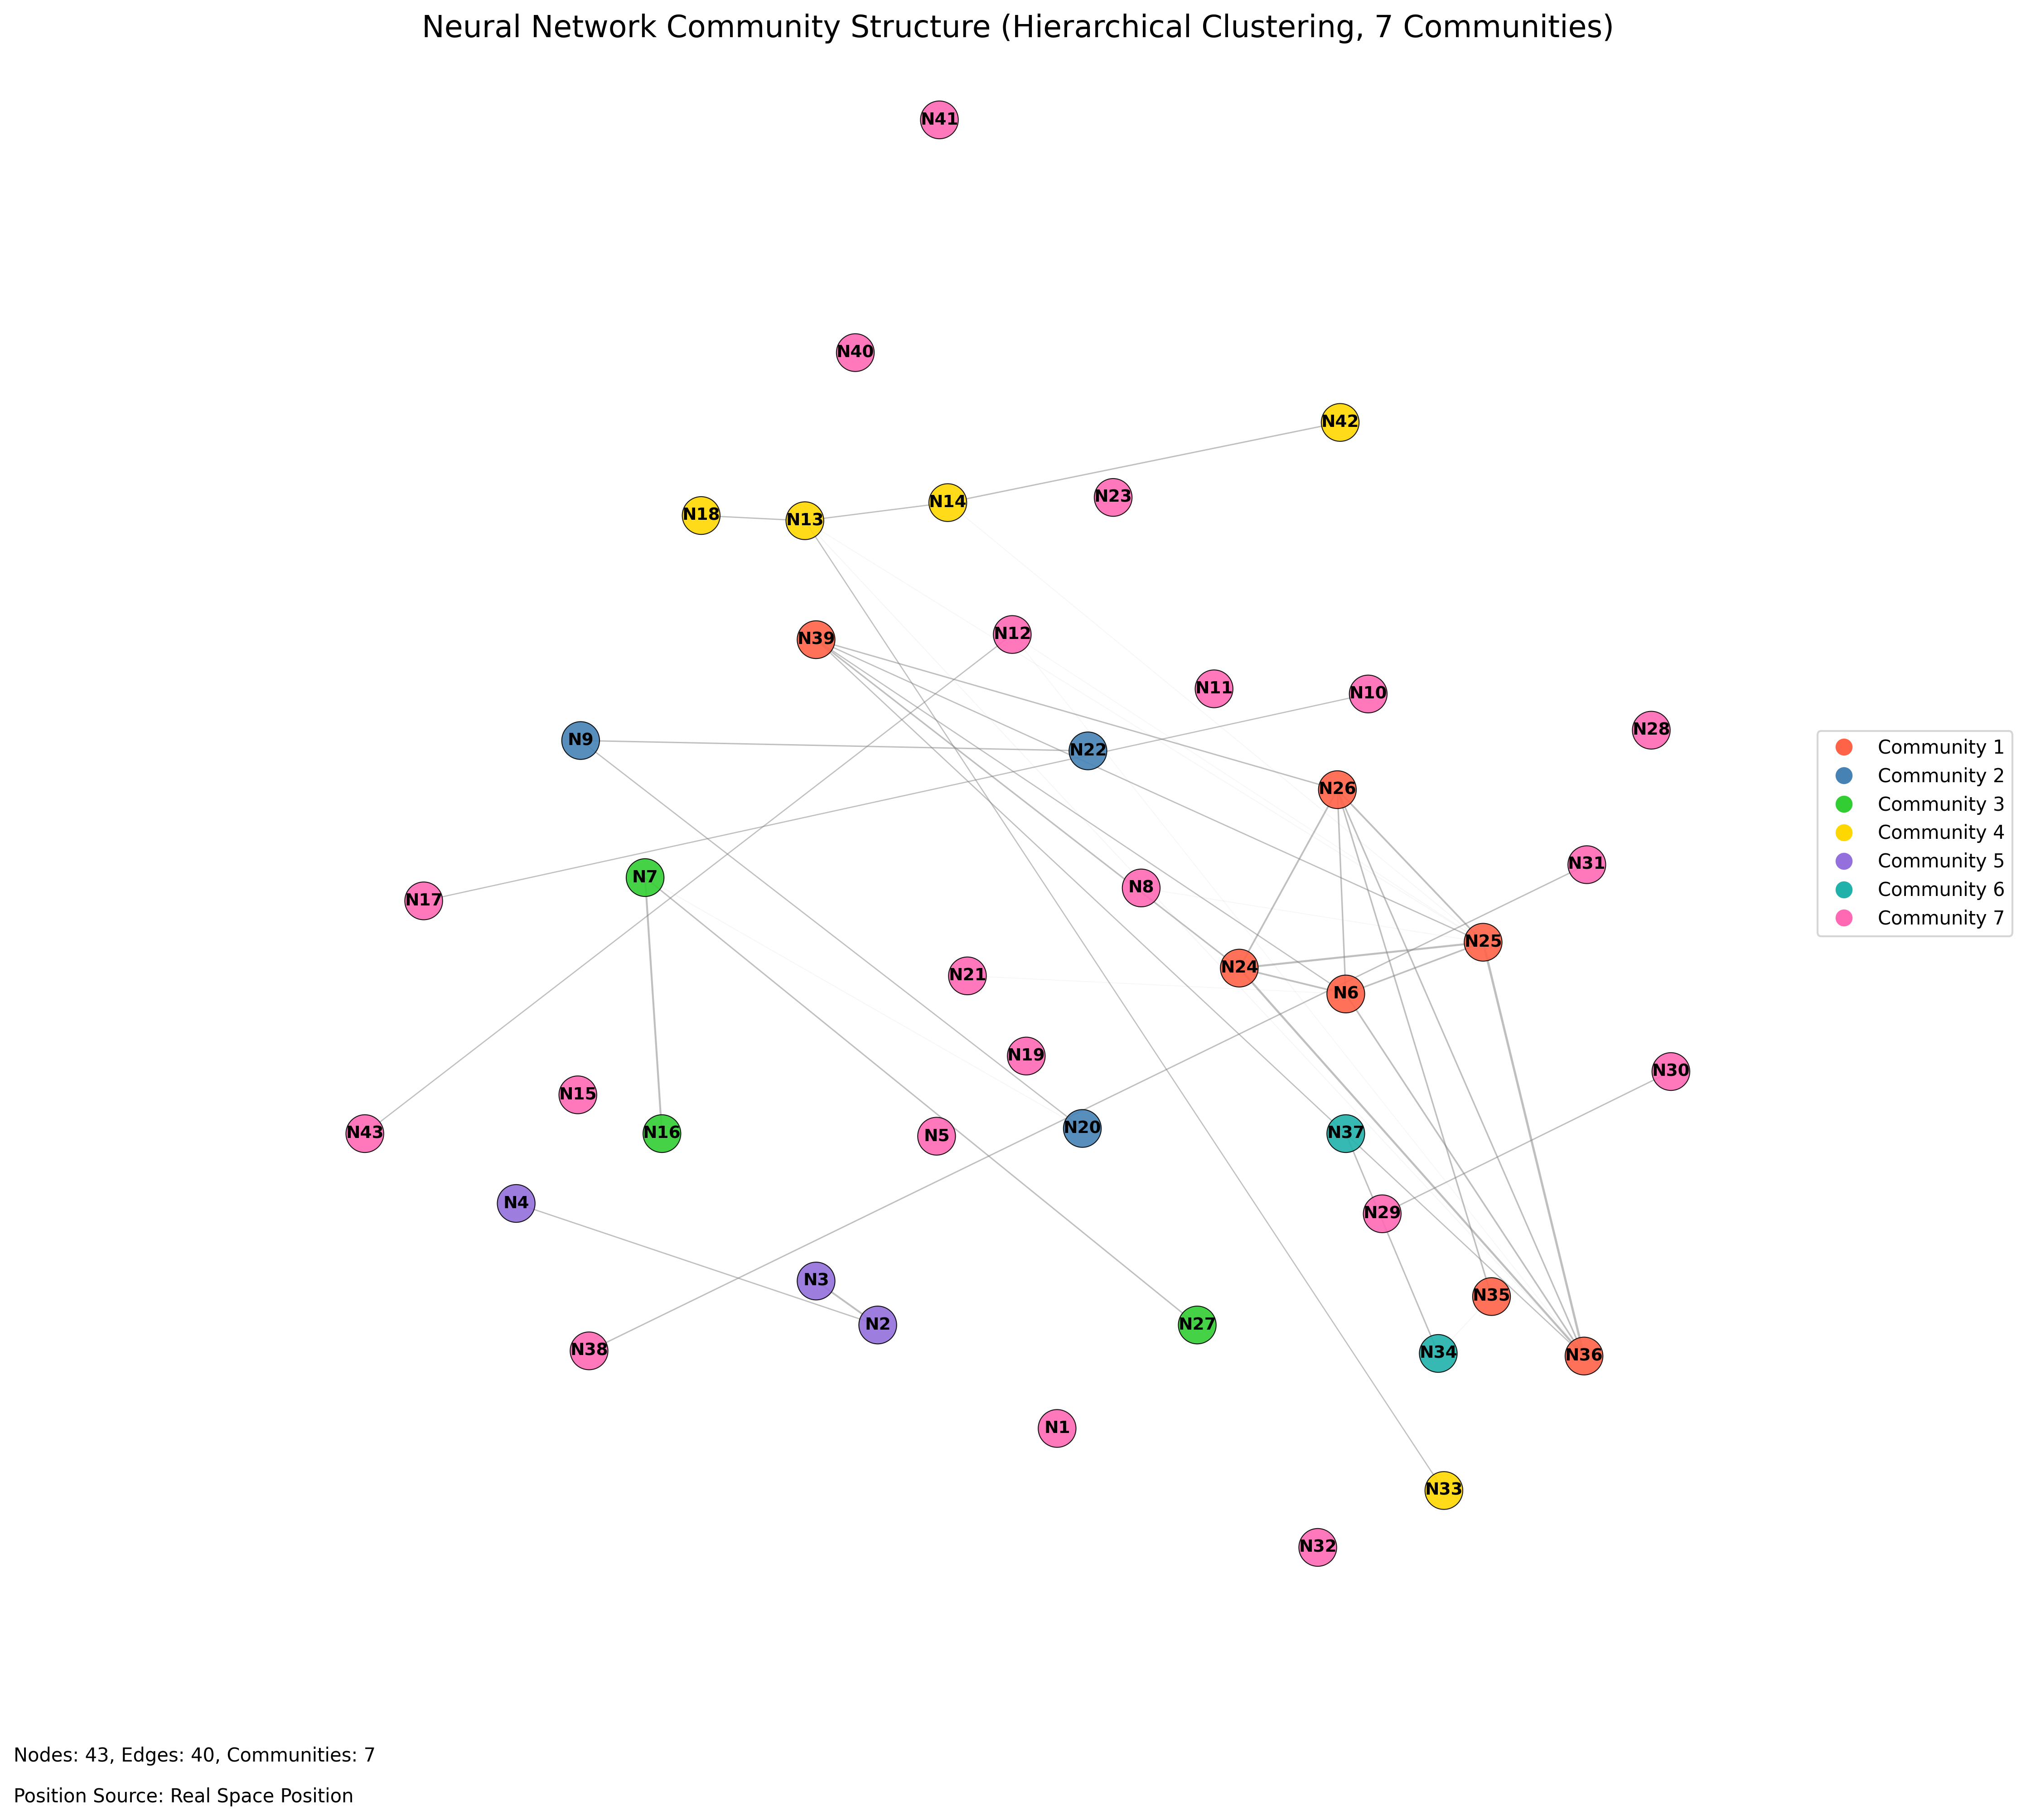 Neural Network Community Structure (Hierarchical Clustering, 7 Communities)
N41
N40
N42
N23
N14
N18
N13
N12
N39
N11
N10
N28
N9
N22
N26
N31
N7
N8
N17
N25
N24
N21
N6
N19
N30
N15
N20
N43
N16
N5
N37
N4
N29
N3
N35
N2
N27
N38
N34
N36
N1
N33
N32
Community 1
Community 2
Community 3
Community 4
Community 5
Community 6
Community 7
Nodes: 43, Edges: 40, Communities: 7
Position Source: Real Space Position